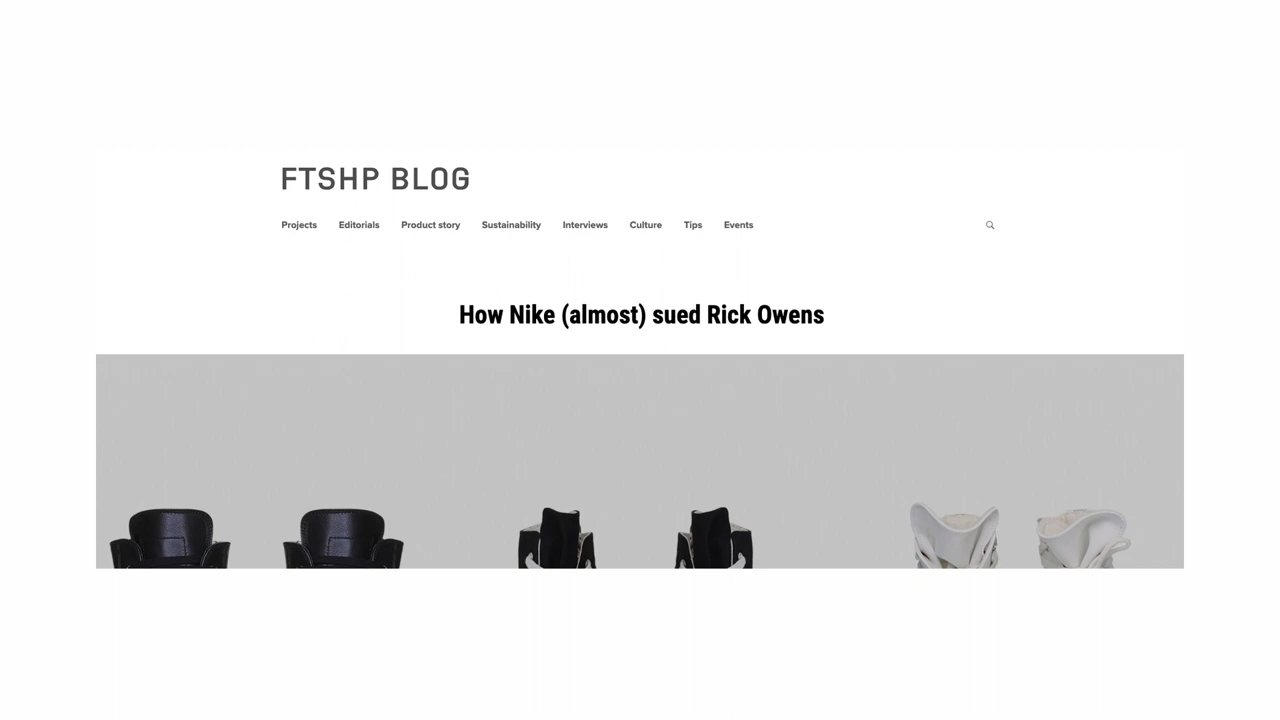 FTSHP BLOG
Projects Editorials Product story Sustainability Interviews Culture Tips Events
How Nike (almost) sued Rick Owens